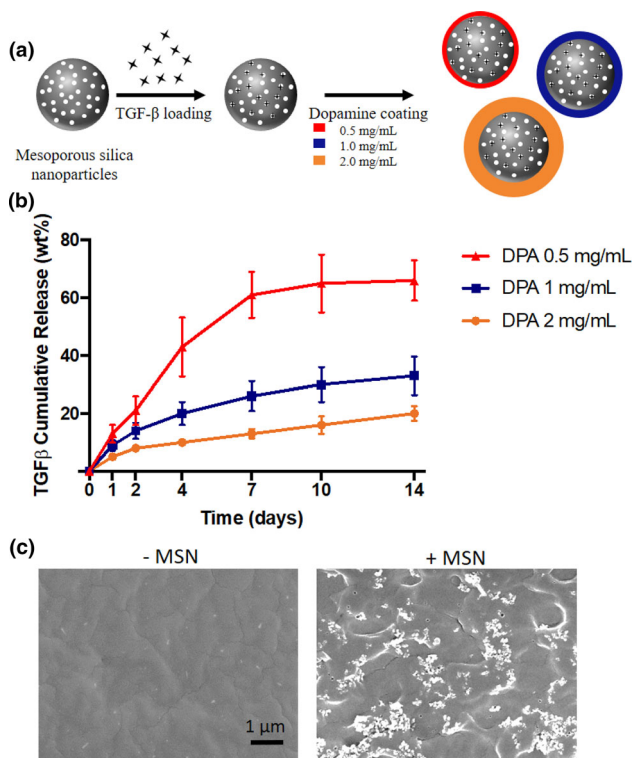 (a)
TGF-β loading
Dopamine coating
0.5 mg/mL
1.0 mg/mL
2.0 mg/mL
Mesoporous silica
nanoparticles
(b)
TGFβ Cumulative Release (wt%)
80
60
40
20
0 1 2 4 7 10 14
Time (days)
DPA 0.5 mg/mL
DPA 1 mg/mL
DPA 2 mg/mL
(c)
- MSN
+ MSN
1 μm